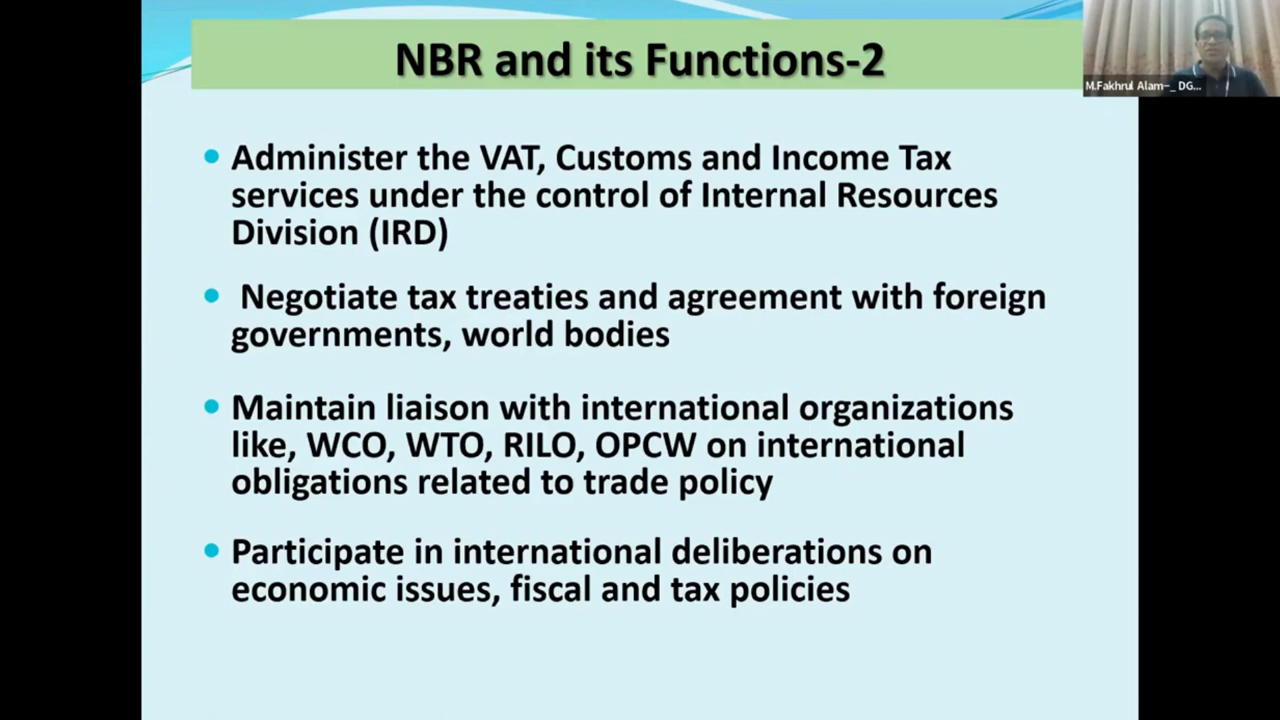 NBR and its Functions-2
M.Fakhrul Alam~_ DG...
• Administer the VAT, Customs and Income Tax
services under the control of Internal Resources
Division (IRD)
• Negotiate tax treaties and agreement with foreign
governments, world bodies
• Maintain liaison with international organizations
like, WCO, WTO, RILO, OPCW on international
obligations related to trade policy
• Participate in international deliberations on
economic issues, fiscal and tax policies